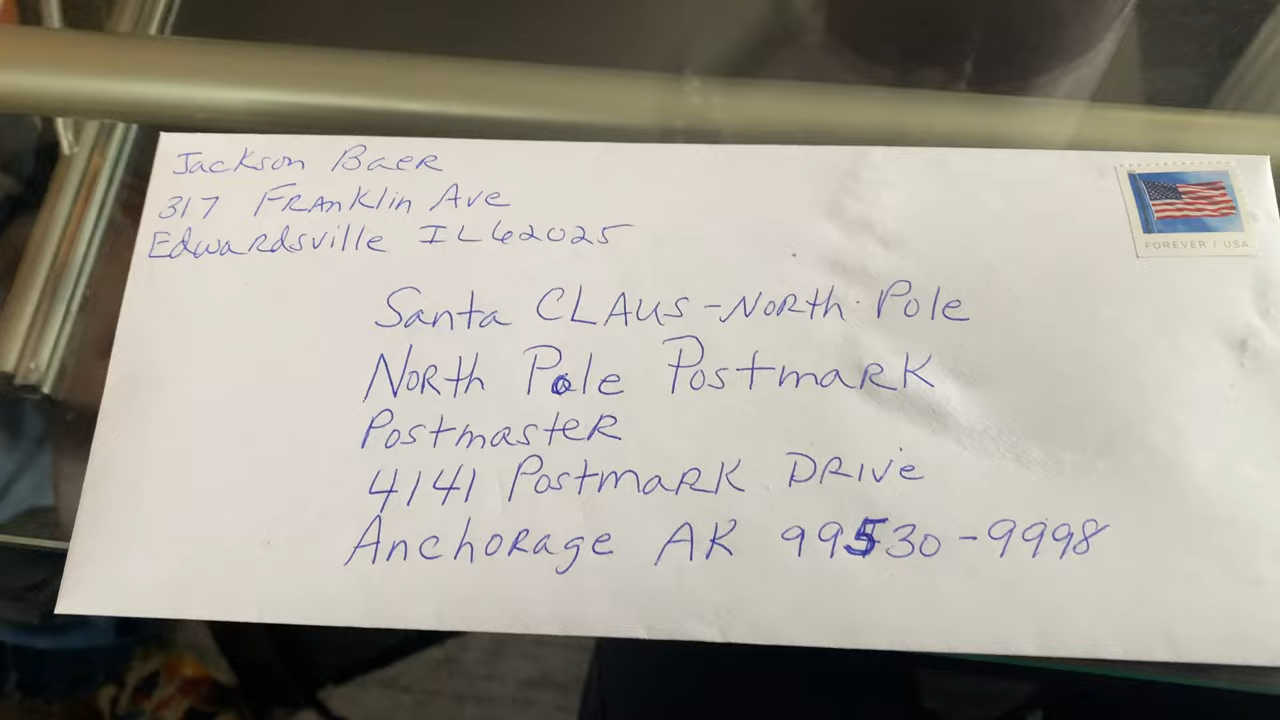 Jackson Baer
317 Franklin Ave
Edwardsville IL 62025
FOREVER / USA
Santa CLAUS - North Pole
North Pole Postmark
Postmaster
4141 Postmark DRIVe
Anchorage AK 99530-9998